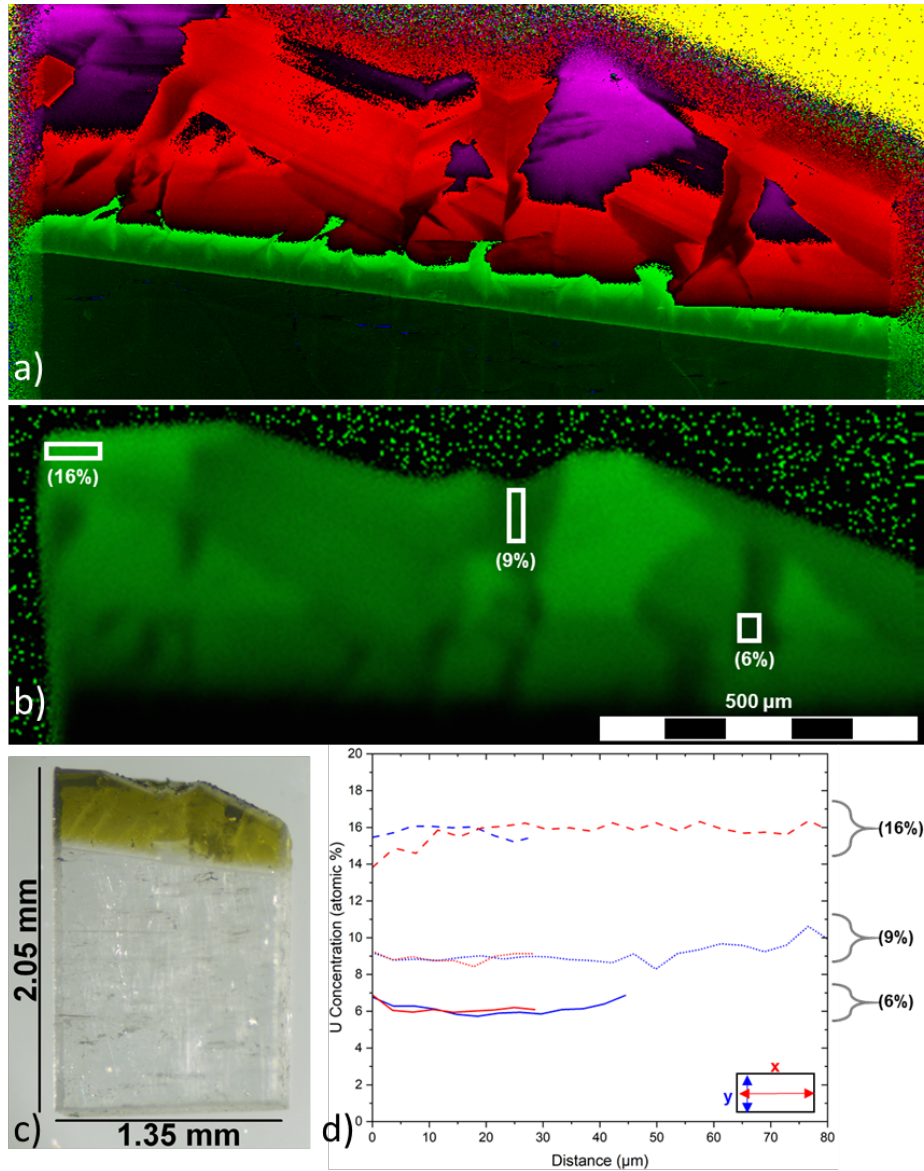 a)
(16%)
(9%)
(6%)
b)
500 µm
2.05 mm
1.35 mm
c)
d)
U Concentration (atomic %)
20
18
16
14
12
10
8
6
4
2
0
(16%)
(9%)
(6%)
x
y
0 10 20 30 40 50 60 70 80
Distance (µm)